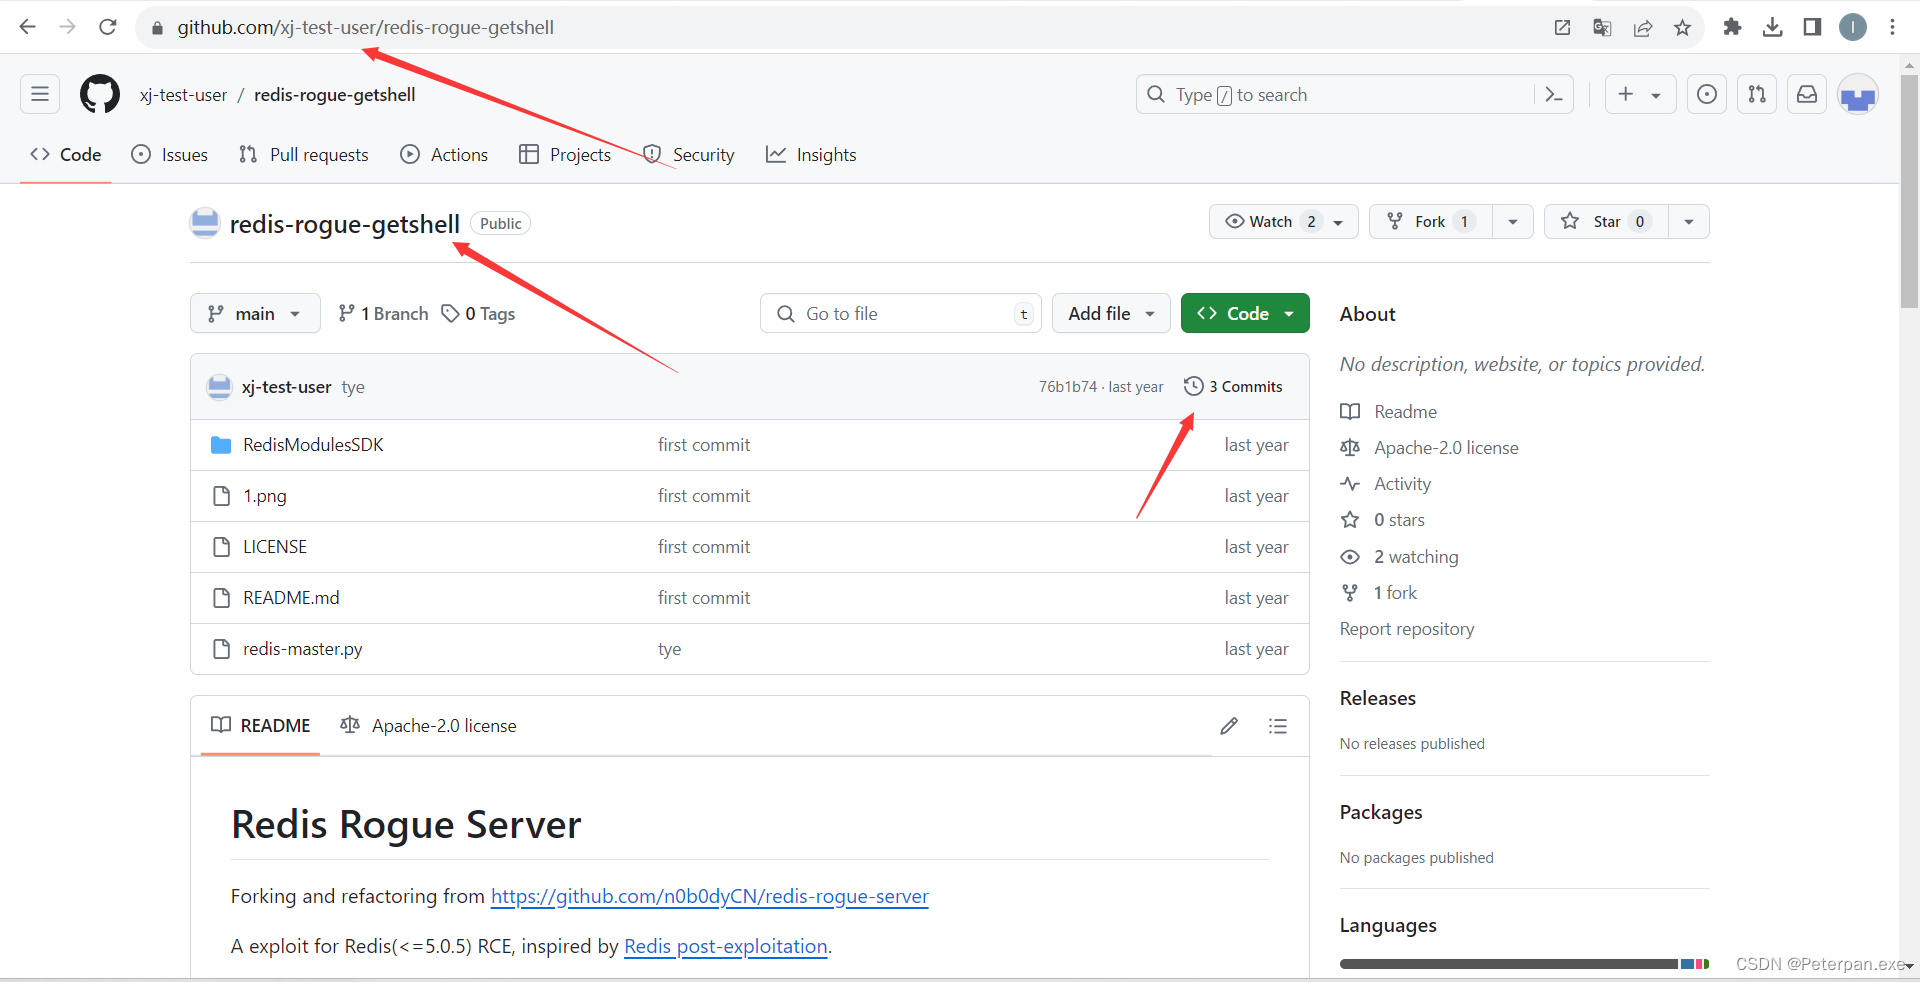 github.com/xj-test-user/redis-rogue-getshell
I
xj-test-user / redis-rogue-getshell
Type / to search
Code Issues Pull requests Actions Projects Security Insights
redis-rogue-getshell Public
Watch 2 Fork 1 Star 0
main 1 Branch 0 Tags Go to file t Add file Code
xj-test-user tye 76b1b74 · last year 3 Commits
RedisModulesSDK first commit last year
1.png first commit last year
LICENSE first commit last year
README.md first commit last year
redis-master.py tye last year
README Apache-2.0 license
Redis Rogue Server
Forking and refactoring from https://github.com/n0b0dyCN/redis-rogue-server
A exploit for Redis(<=5.0.5) RCE, inspired by Redis post-exploitation.
About
No description, website, or topics provided.
Readme
Apache-2.0 license
Activity
0 stars
2 watching
1 fork
Report repository
Releases
No releases published
Packages
No packages published
Languages
CSDN @Peterpan.exe